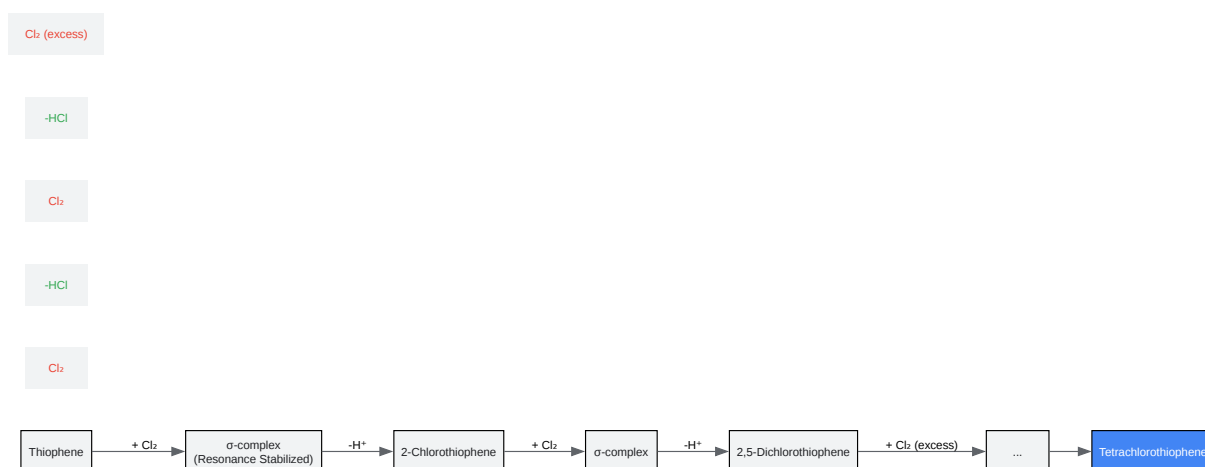 Cl₂ (excess)
-HCl
Cl₂
-HCl
Cl₂
Thiophene
+ Cl₂
σ-complex
(Resonance Stabilized)
-H⁺
2-Chlorothiophene
+ Cl₂
σ-complex
-H⁺
2,5-Dichlorothiophene
+ Cl₂ (excess)
...
Tetrachlorothiophene